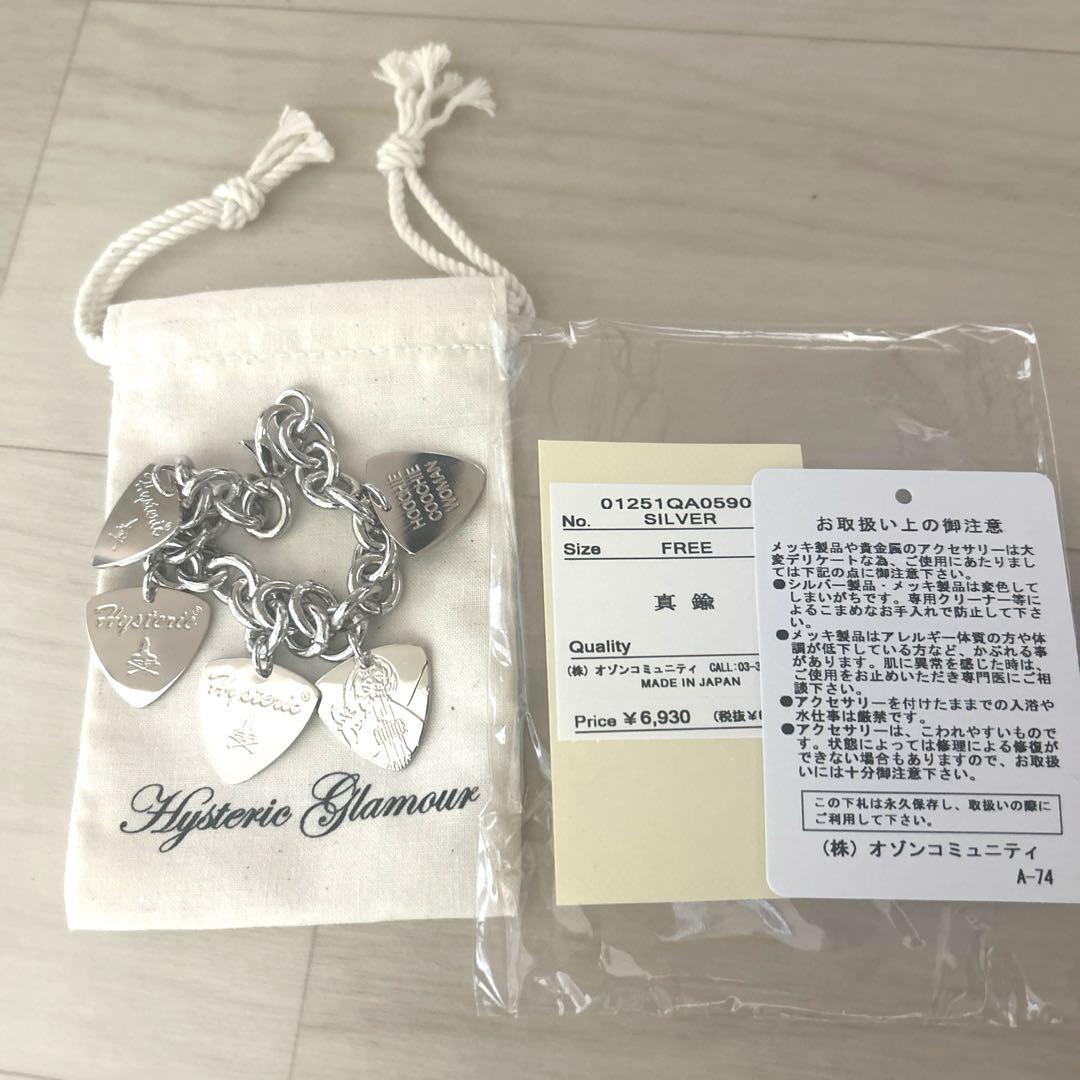 Hysteric
HOOCHIE
COOCHIE
WOMAN
Hysteric
Hysteric
Hysteric Glamour
01251QA0590
No. SILVER
Size FREE
真鍮
Quality
(株) オゾンコミュニティ CALL:03-3
MADE IN JAPAN
Price ¥6,930 (税抜¥
お取扱い上の御注意
メッキ製品や貴金属のアクセサリーは大
変デリケートな為、ご使用にあたりまし
ては下記の点に御注意下さい。
●シルバー製品・メッキ製品は変色して
しまいがちです。専用クリーナー等に
よるこまめなお手入れで防止して下さ
い。
●メッキ製品はアレルギー体質の方や体
調が低下している方など、かぶれる事
があります。肌に異常を感じた時は、
ご使用をお止めいただき専門医にご相
談下さい。
●アクセサリーを付けたままでの入浴や
水仕事は厳禁です。
●アクセサリーは、こわれやすいもので
す。状態によっては修理による修復が
できない場合もありますので、お取扱
いには十分御注意下さい。
この下札は永久保存し、取扱いの際に
ご利用して下さい。
(株) オゾンコミュニティ
A-74